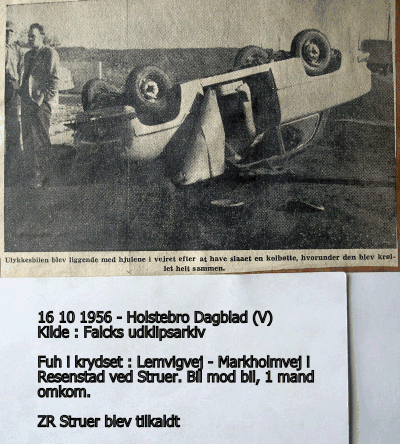 Ulykkesbilen blev liggende med hjulene i vejret efter at have slaaet en kolbøtte, hvorunder den blev krøl-
let helt sammen.
16 10 1956 - Holstebro Dagblad (V)
Kilde : Falcks udklipsarkiv
Fuh i krydset : Lemvigvej - Markholmvej i
Resenstad ved Struer. Bil mod bil, 1 mand
omkom.
ZR Struer blev tilkaldt